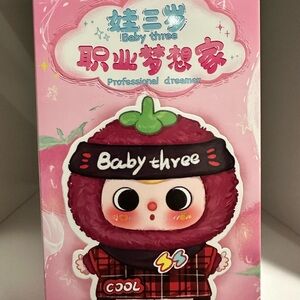 娃三岁
Baby three
职业梦想家
Professional dreamer
Baby three
COOL